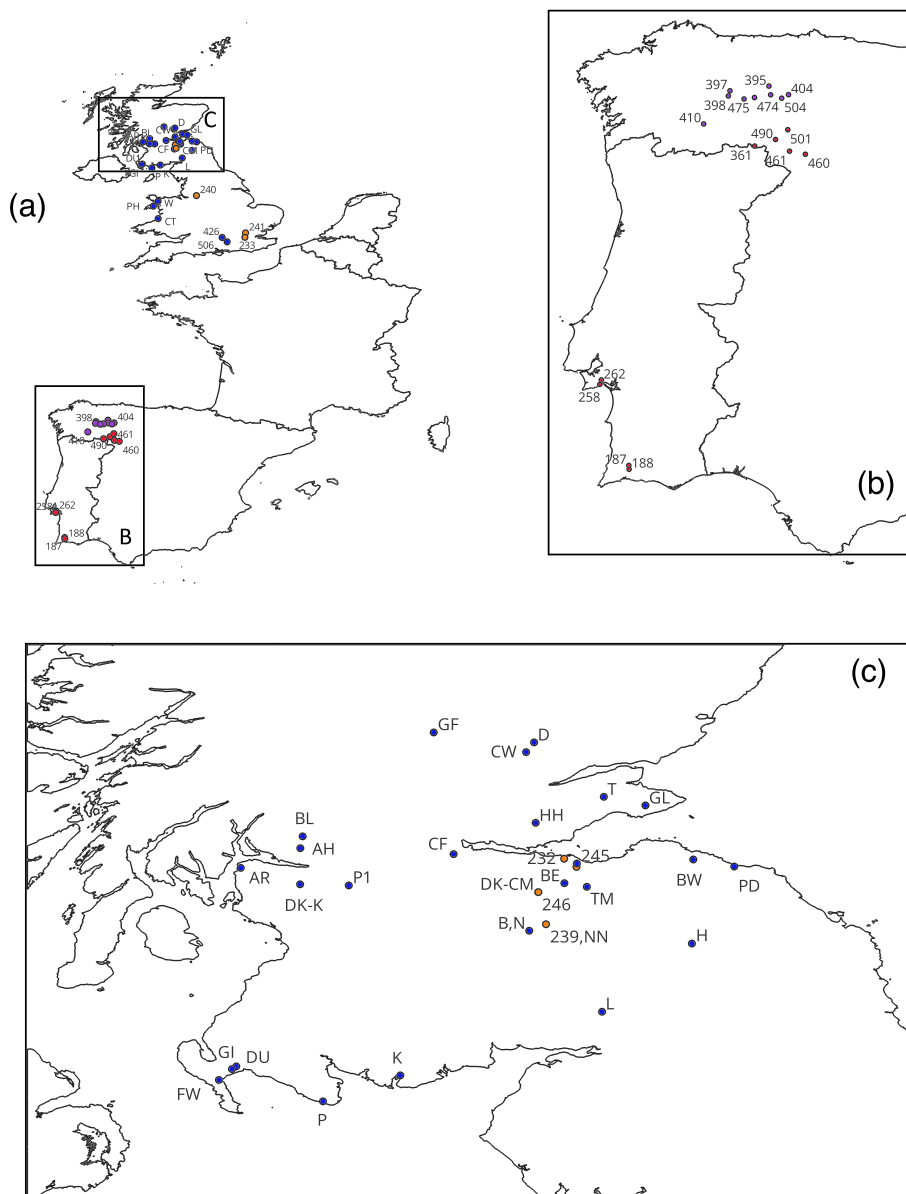 (a)
C
D
CW
GL
BL
CF
PD
DU
L
P
K
240
W
PH
CT
426
241
506
233
398
404
461
490
460
258
262
188
187
B
(b)
397
395
404
398
475
474
504
410
501
490
361
461
460
262
258
187
188
(c)
GF
D
CW
T
GL
HH
BL
AH
CF
232
245
AR
P1
BE
BW
PD
DK-K
DK-CM
TM
246
B,N
239,NN
H
L
GI
DU
K
FW
P